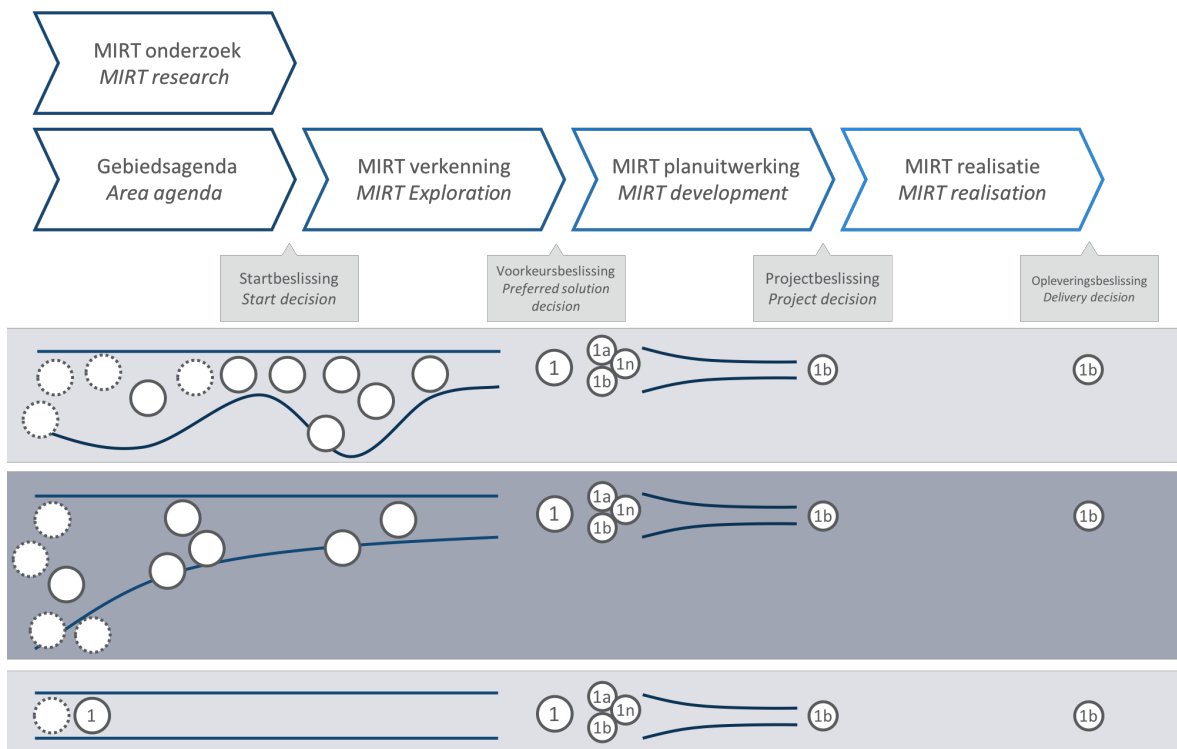 MIRT onderzoek
MIRT research
Gebiedsagenda
Area agenda
MIRT verkenning
MIRT Exploration
MIRT planuitwerking
MIRT development
MIRT realisatie
MIRT realisation
Startbeslissing
Start decision
Voorkeursbeslissing
Preferred solution
decision
Projectbeslissing
Project decision
Opleveringsbeslissing
Delivery decision
1
1a
1n
1b
1b
1b
1
1a
1n
1b
1b
1b
1
1
1a
1n
1b
1b
1b